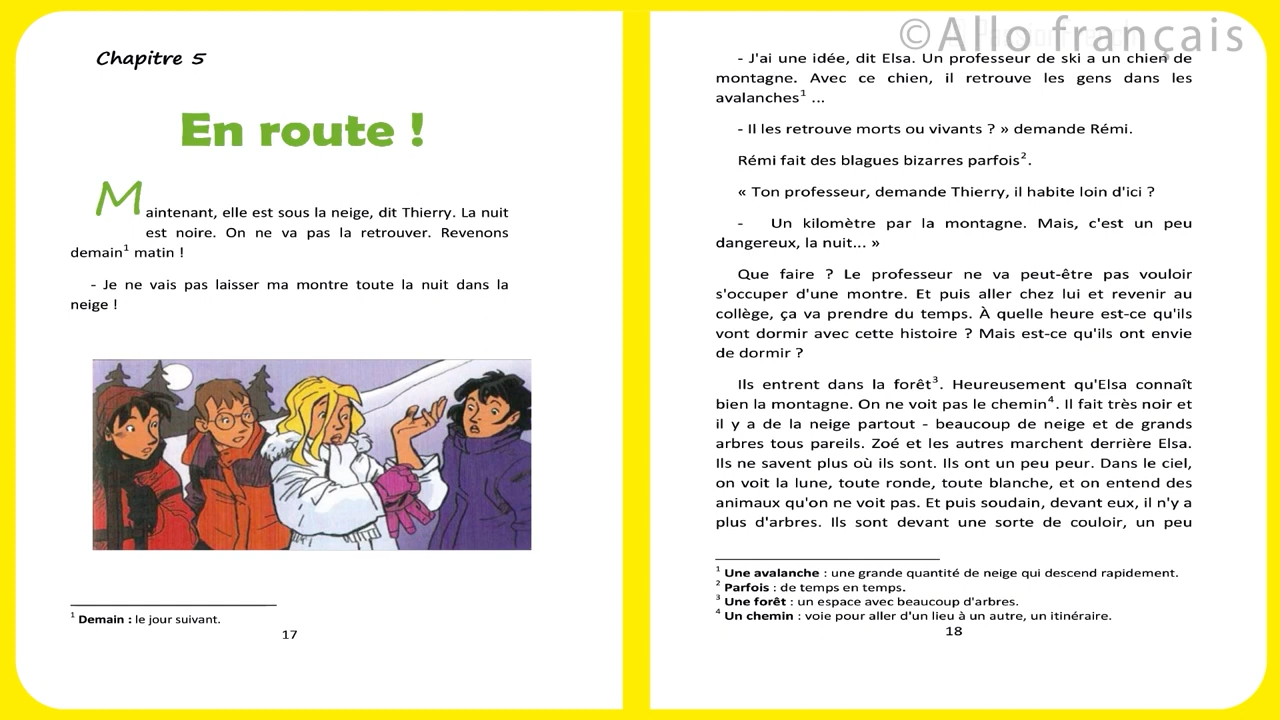 ©Allo français
Chapitre 5
En route !
Maintenant, elle est sous la neige, dit Thierry. La nuit
est noire. On ne va pas la retrouver. Revenons
demain¹ matin !
- Je ne vais pas laisser ma montre toute la nuit dans la
neige !
¹ Demain : le jour suivant.
17
- J'ai une idée, dit Elsa. Un professeur de ski a un chien de
montagne. Avec ce chien, il retrouve les gens dans les
avalanches¹ ...
- Il les retrouve morts ou vivants ? » demande Rémi.
Rémi fait des blagues bizarres parfois².
« Ton professeur, demande Thierry, il habite loin d'ici ?
- Un kilomètre par la montagne. Mais, c'est un peu
dangereux, la nuit... »
Que faire ? Le professeur ne va peut-être pas vouloir
s'occuper d'une montre. Et puis aller chez lui et revenir au
collège, ça va prendre du temps. À quelle heure est-ce qu'ils
vont dormir avec cette histoire ? Mais est-ce qu'ils ont envie
de dormir ?
Ils entrent dans la forêt³. Heureusement qu'Elsa connaît
bien la montagne. On ne voit pas le chemin⁴. Il fait très noir et
il y a de la neige partout - beaucoup de neige et de grands
arbres tous pareils. Zoé et les autres marchent derrière Elsa.
Ils ne savent plus où ils sont. Ils ont un peu peur. Dans le ciel,
on voit la lune, toute ronde, toute blanche, et on entend des
animaux qu'on ne voit pas. Et puis soudain, devant eux, il n'y a
plus d'arbres. Ils sont devant une sorte de couloir, un peu
¹ Une avalanche : une grande quantité de neige qui descend rapidement.
² Parfois : de temps en temps.
³ Une forêt : un espace avec beaucoup d'arbres.
⁴ Un chemin : voie pour aller d'un lieu à un autre, un itinéraire.
18